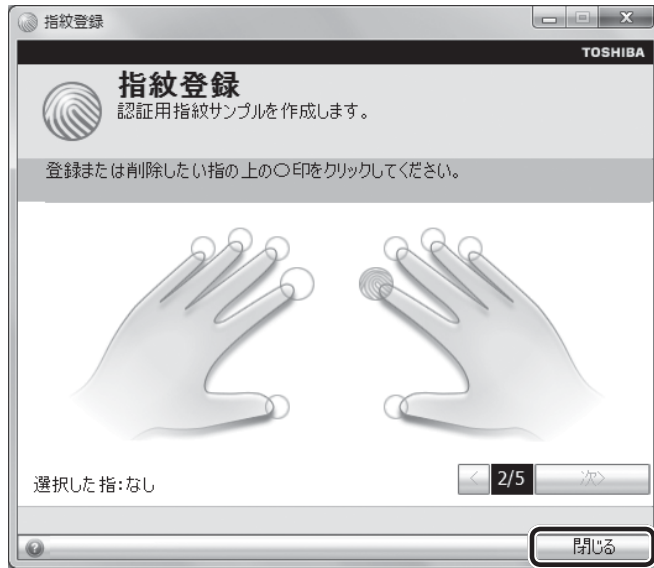 指紋登録
TOSHIBA
指紋登録
認証用指紋サンプルを作成します。
登録または削除したい指の上の○印をクリックしてください。
選択した指:なし
< 2/5 次>
閉じる